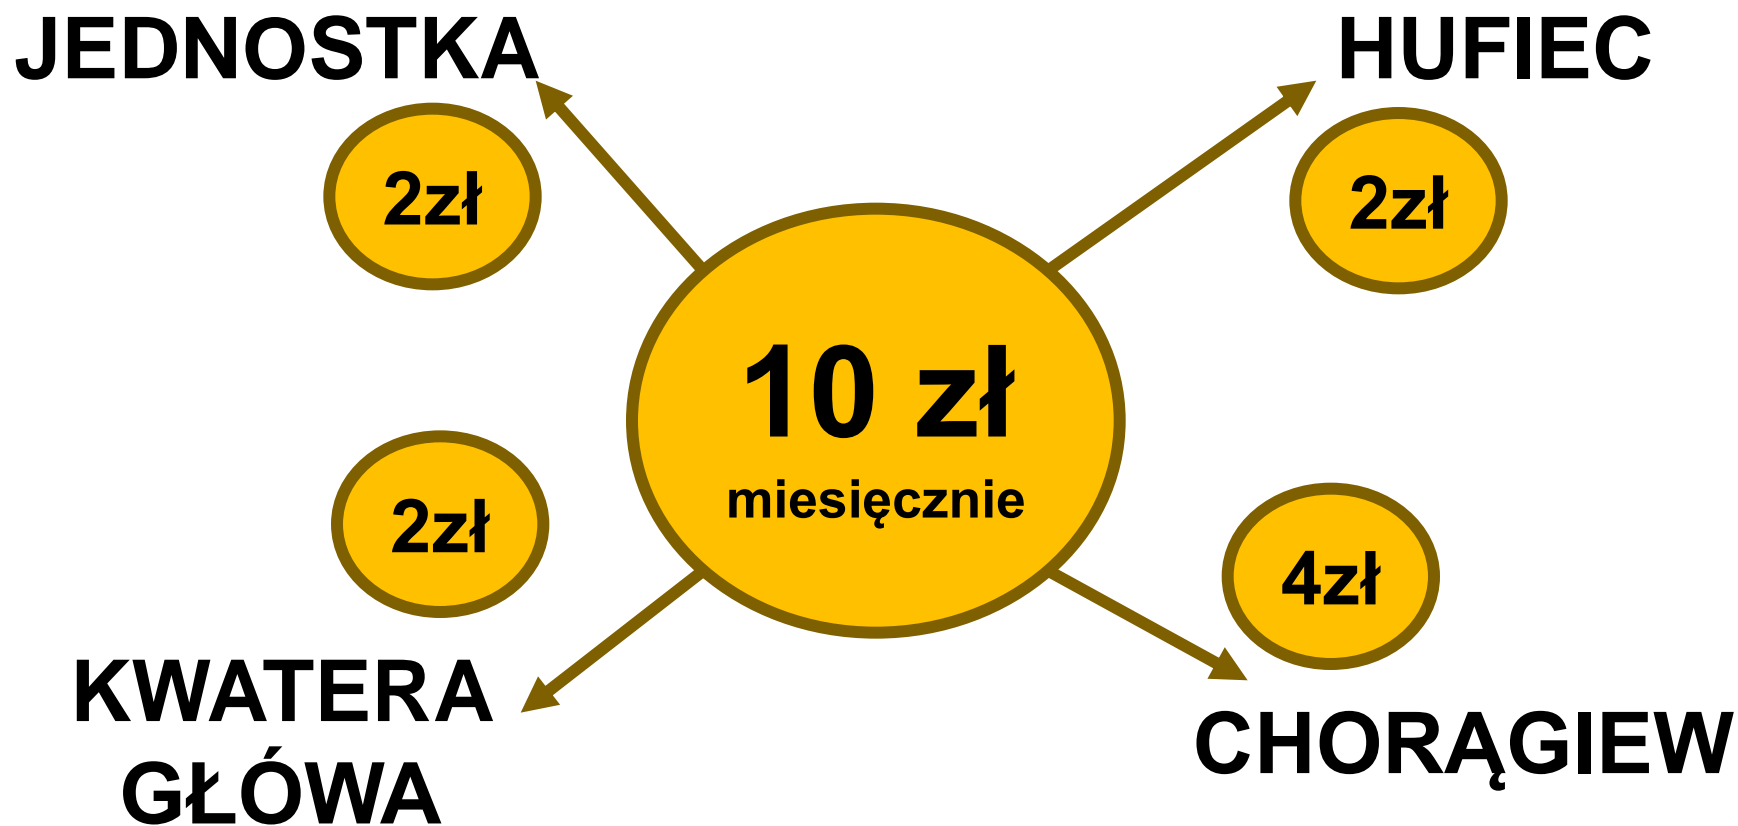 JEDNOSTKA
HUFIEC
2zł
2zł
10 zł
miesięcznie
2zł
4zł
KWATERA
GŁÓWA
CHORĄGIEW